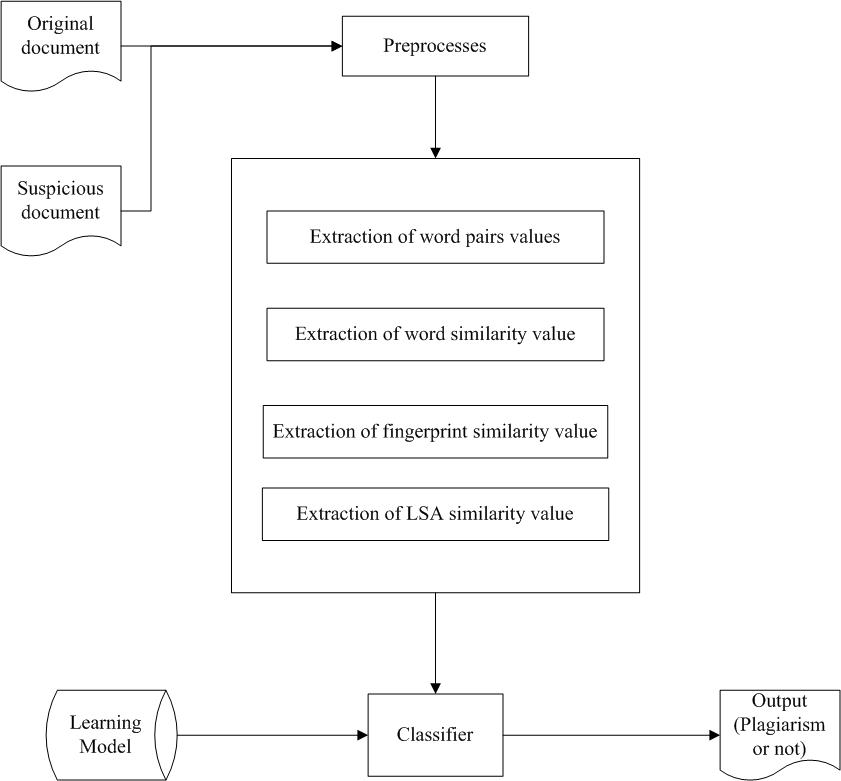 Original
document
Preprocesses
Suspicious
document
Extraction of word pairs values
Extraction of word similarity value
Extraction of fingerprint similarity value
Extraction of LSA similarity value
Learning
Model
Classifier
Output
(Plagiarism
or not)